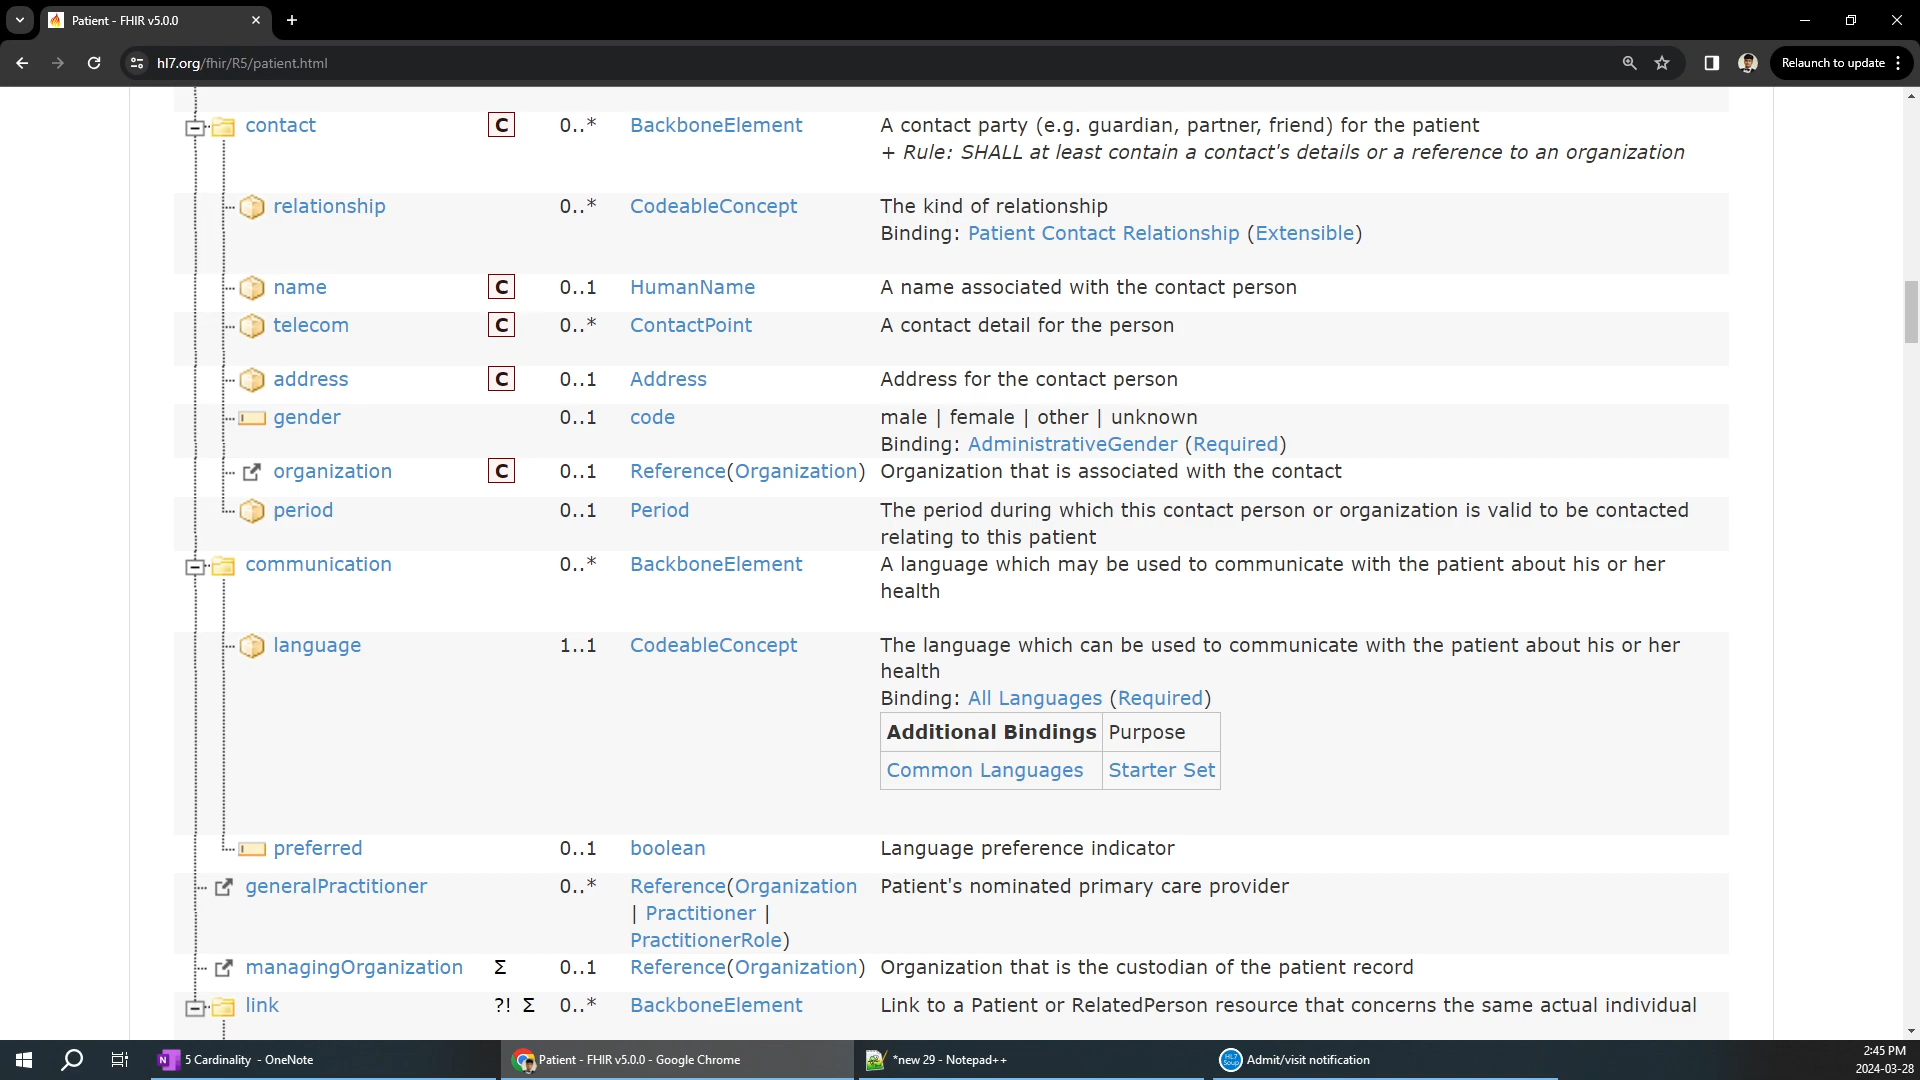 Patient - FHIR v5.0.0
hl7.org/fhir/R5/patient.html
Relaunch to update
contact C 0..* BackboneElement A contact party (e.g. guardian, partner, friend) for the patient
+ Rule: SHALL at least contain a contact's details or a reference to an organization
relationship 0..* CodeableConcept The kind of relationship
Binding: Patient Contact Relationship (Extensible)
name C 0..1 HumanName A name associated with the contact person
telecom C 0..* ContactPoint A contact detail for the person
address C 0..1 Address Address for the contact person
gender 0..1 code male | female | other | unknown
Binding: AdministrativeGender (Required)
organization C 0..1 Reference(Organization) Organization that is associated with the contact
period 0..1 Period The period during which this contact person or organization is valid to be contacted
relating to this patient
communication 0..* BackboneElement A language which may be used to communicate with the patient about his or her
health
language 1..1 CodeableConcept The language which can be used to communicate with the patient about his or her
health
Binding: All Languages (Required)
Additional Bindings Purpose
Common Languages Starter Set
preferred 0..1 boolean Language preference indicator
generalPractitioner 0..* Reference(Organization Patient's nominated primary care provider
| Practitioner |
PractitionerRole)
managingOrganization Σ 0..1 Reference(Organization) Organization that is the custodian of the patient record
link ?! Σ 0..* BackboneElement Link to a Patient or RelatedPerson resource that concerns the same actual individual
5 Cardinality - OneNote
Patient - FHIR v5.0.0 - Google Chrome
*new 29 - Notepad++
HL7 Soup
Admit/visit notification
2:45 PM
2024-03-28